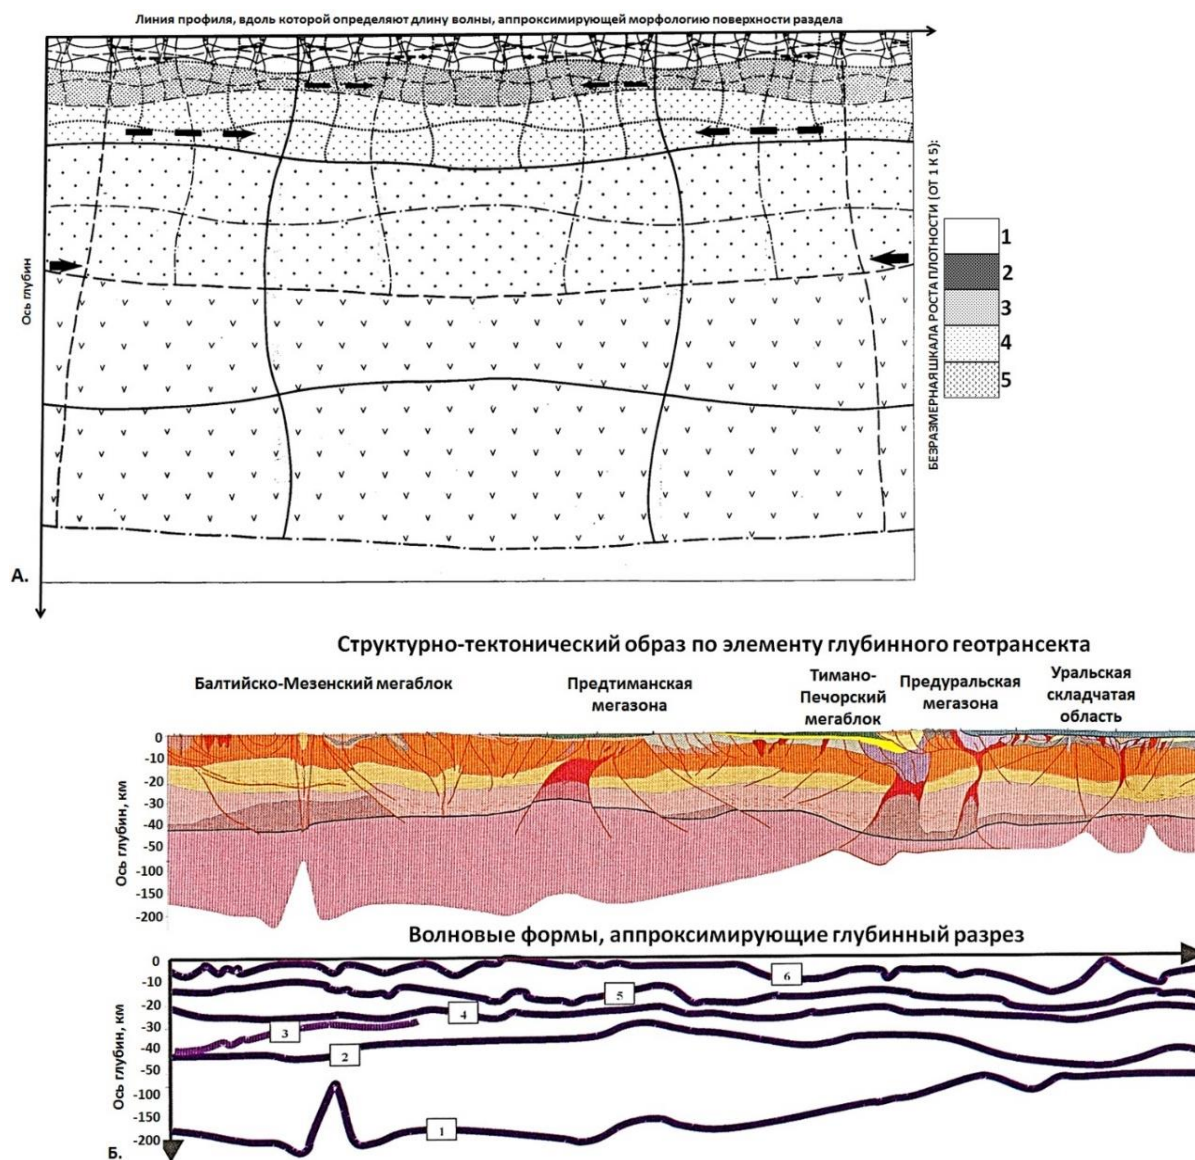 Линия профиля, вдоль которой определяют длину волны, аппроксимирующей морфологию поверхности раздела
Ось глубин
БЕЗРАЗМЕРНАЯ ШКАЛА РОСТА ПЛОТНОСТИ (ОТ 1 К 5):
1
2
3
4
5
А.
Структурно-тектонический образ по элементу глубинного геотрансекта
Балтийско-Мезенский мегаблок
Предтиманская
мегазона
Тимано-
Печорский
мегаблок
Предуральская
мегазона
Уральская
складчатая
область
Ось глубин, км
0
-10
-20
-30
-40
-50
-100
-150
-200
Волновые формы, аппроксимирующие глубинный разрез
Ось глубин, км
0
-10
-20
-30
-40
-50
-100
-150
-200
6
5
4
3
2
1
Б.